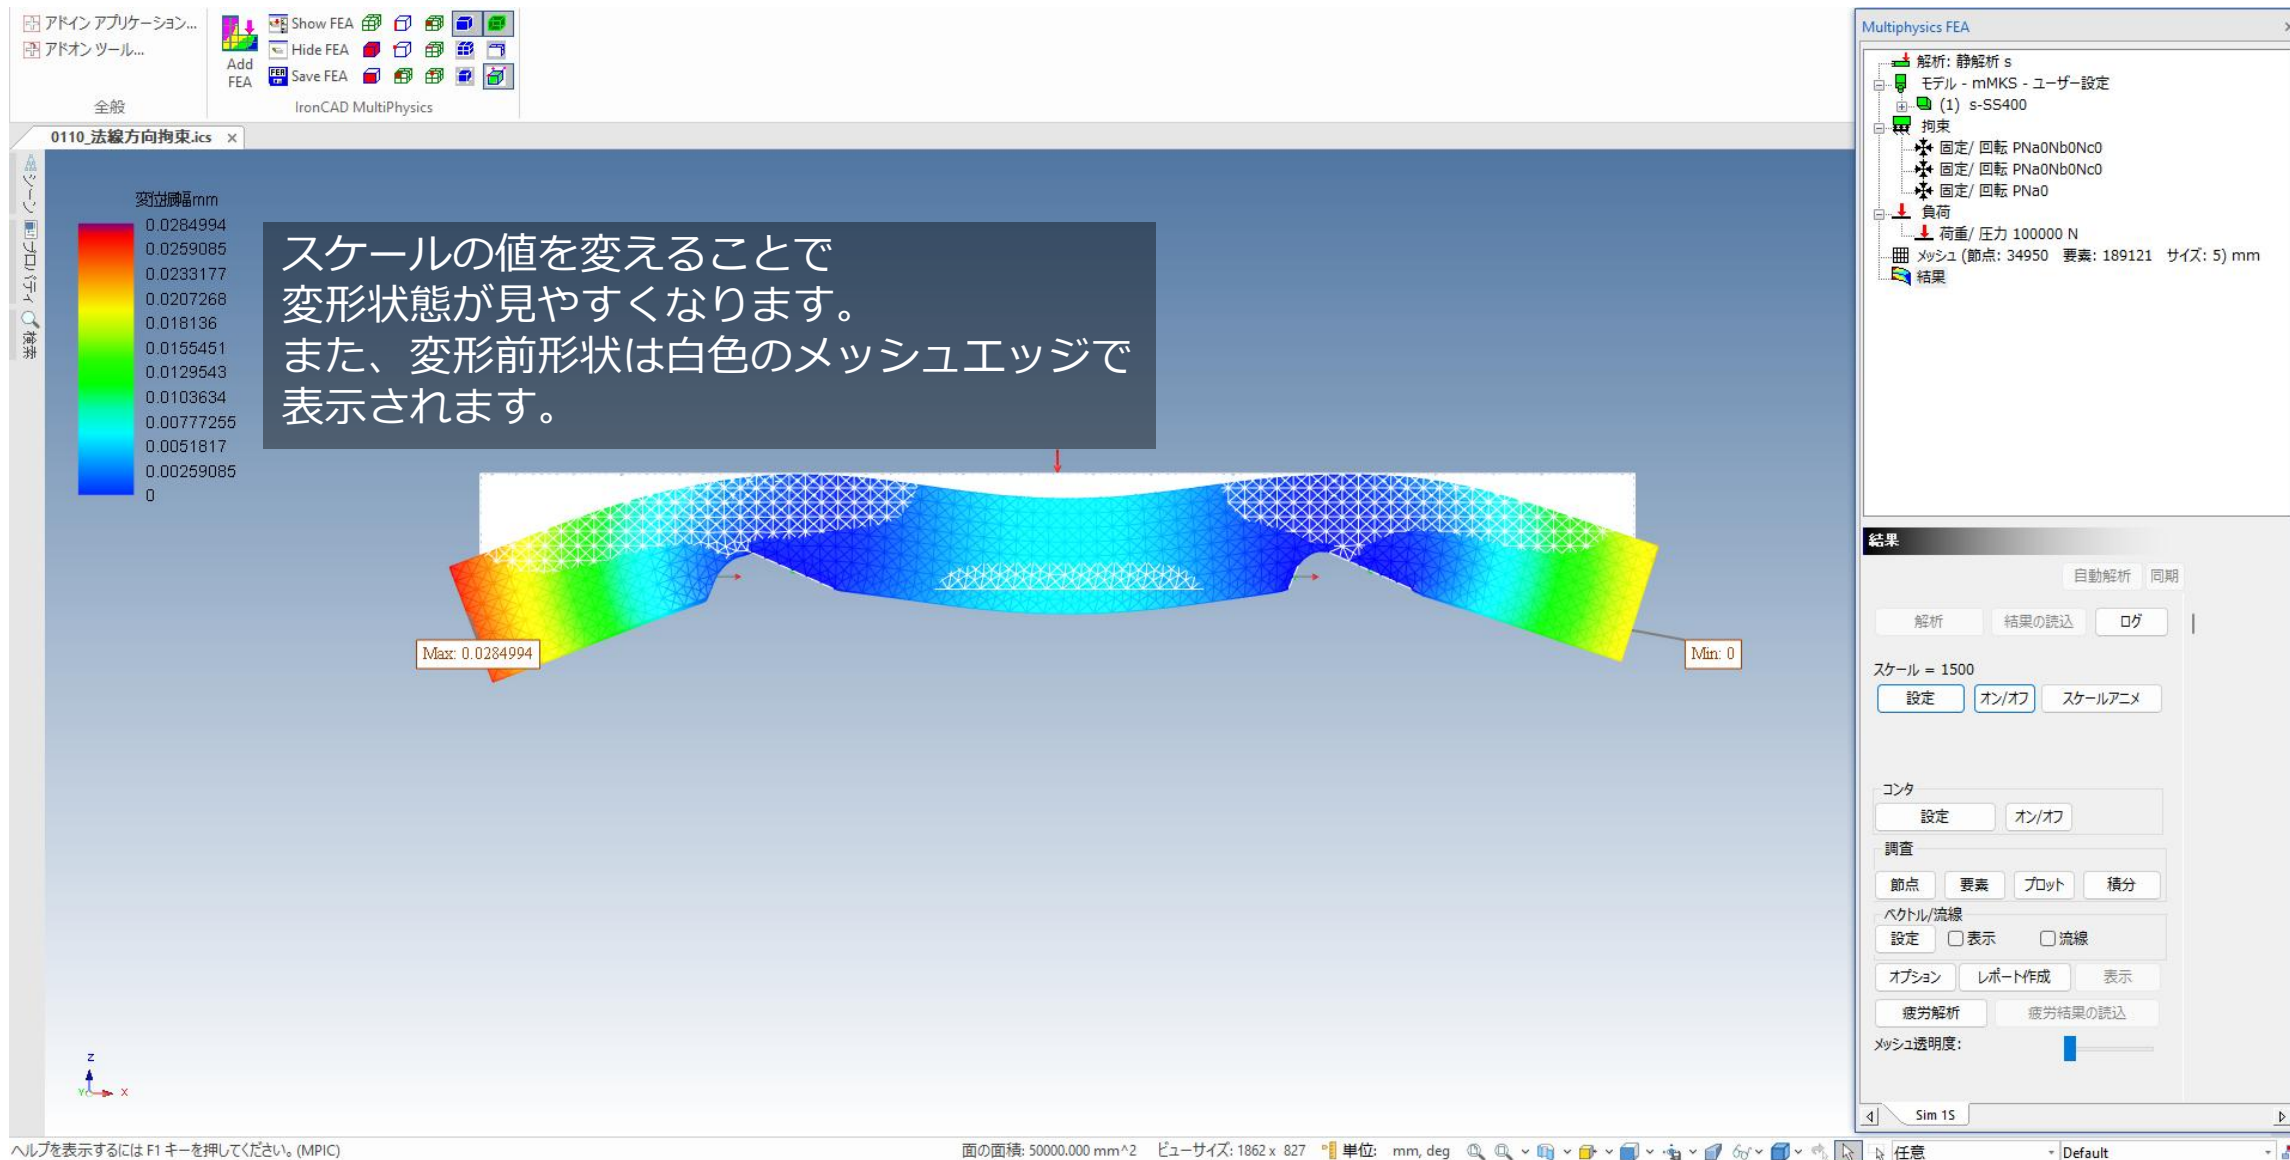 アドイン アプリケーション...
アドオン ツール...
全般
Add
FEA
Show FEA
Hide FEA
Save FEA
IronCAD MultiPhysics
0110_法線方向拘束.ics ×
シーン
プロパティ
検索
0.0284994
0.0259085
0.0233177
0.0207268
0.018136
0.0155451
0.0129543
0.0103634
0.00777255
0.0051817
0.00259085
0
スケールの値を変えることで
変形状態が見やすくなります。
また、変形前形状は白色のメッシュエッジで
表示されます。
Max: 0.0284994
Min: 0
Z
Y
X
Multiphysics FEA
解析: 静解析 s
モデル - mMKS - ユーザー設定
(1) s-SS400
拘束
固定/ 回転 PNa0Nb0Nc0
固定/ 回転 PNa0Nb0Nc0
固定/ 回転 PNa0
負荷
荷重/ 圧力 100000 N
メッシュ (節点: 34950 要素: 189121 サイズ: 5) mm
結果
結果
自動解析 同期
解析 結果の読込 ログ
スケール = 1500
設定 オン/オフ スケールアニメ
コンタ
設定 オン/オフ
調査
節点 要素 プロット 積分
ベクトル/流線
設定 表示 流線
オプション レポート作成 表示
疲労解析 疲労結果の読込
メッシュ透明度:
Sim 1S
ヘルプを表示するには F1 キーを押してください。(MPIC)
面の面積: 50000.000 mm^2 ビューサイズ: 1862 x 827 単位: mm, deg 任意 Default